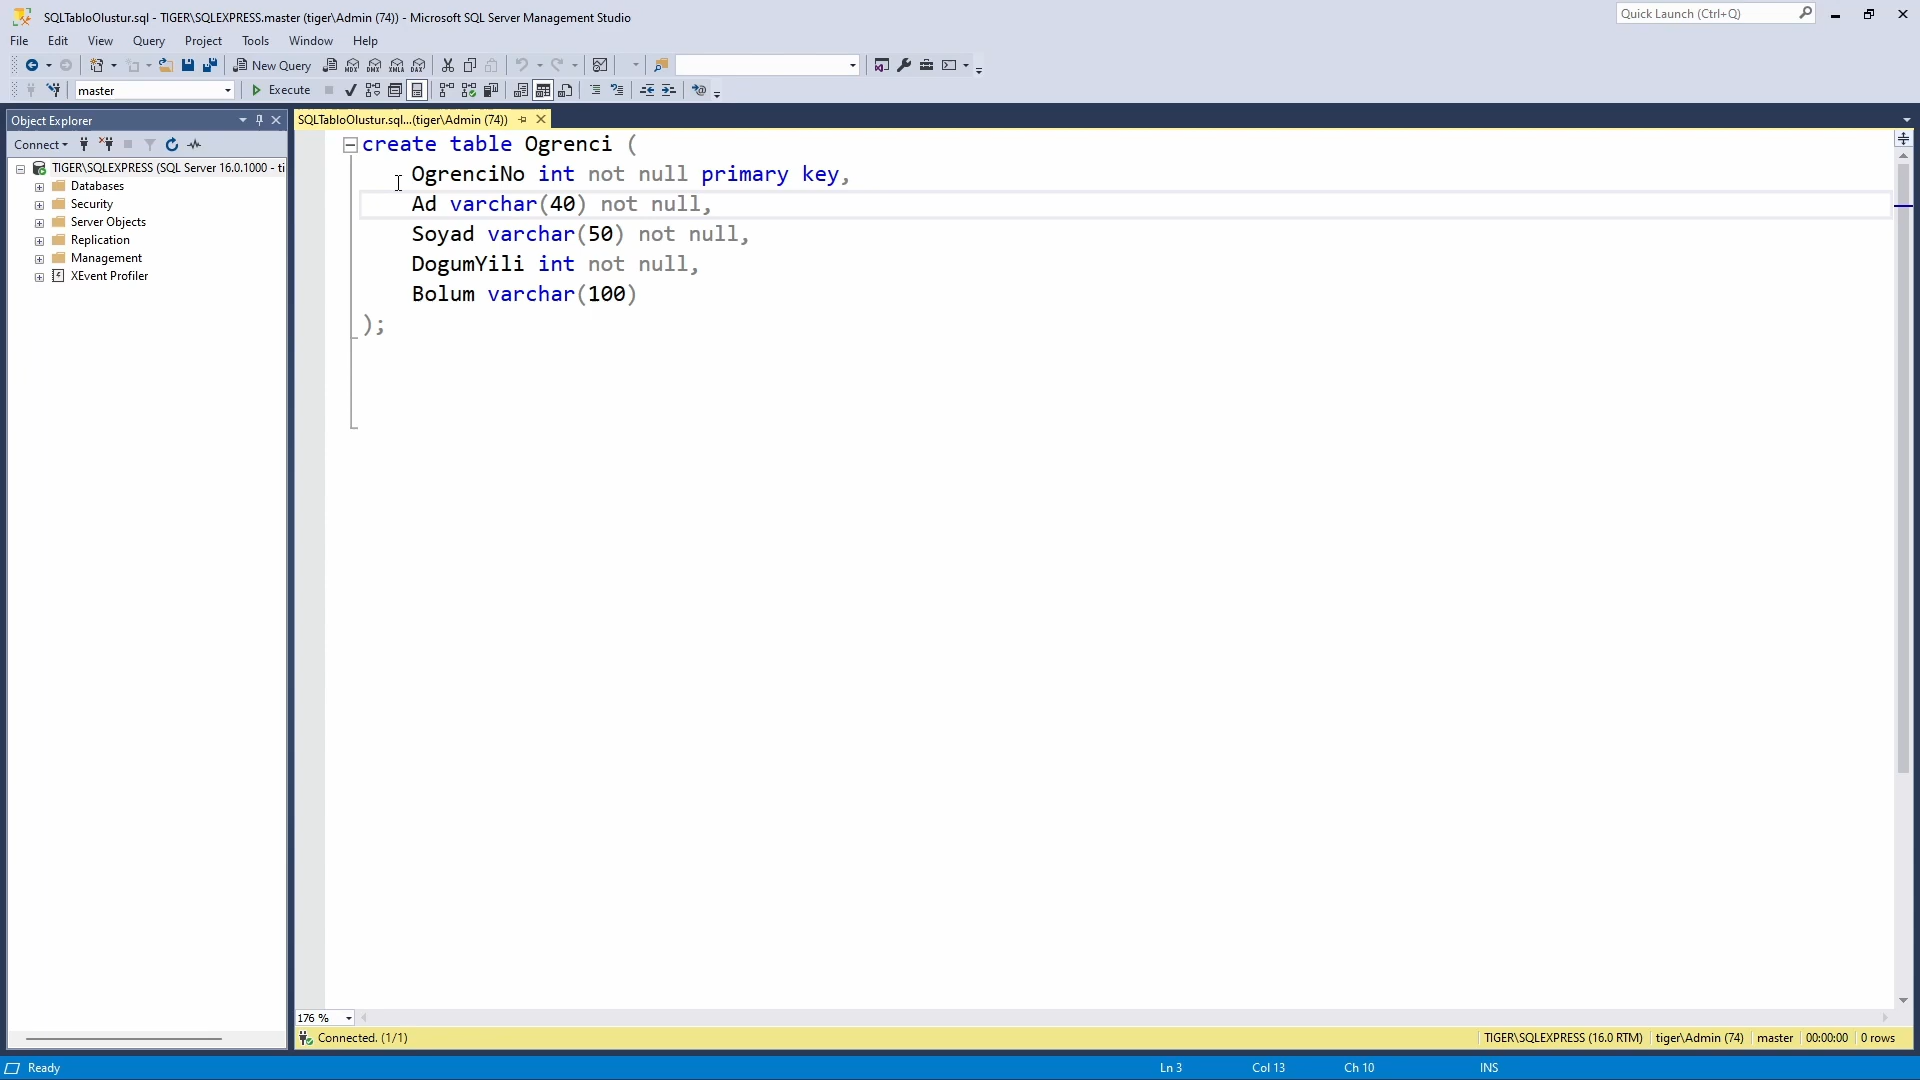 SQLTabloOlustur.sql - TIGER\SQLEXPRESS.master (tiger\Admin (74)) - Microsoft SQL Server Management Studio
Quick Launch (Ctrl+Q)
File Edit View Query Project Tools Window Help
New Query
master
Execute
Object Explorer
Connect
TIGER\SQLEXPRESS (SQL Server 16.0.1000 - ti
Databases
Security
Server Objects
Replication
Management
XEvent Profiler
SQLTabloOlustur.sql...(tiger\Admin (74))
create table Ogrenci (
OgrenciNo int not null primary key,
Ad varchar(40) not null,
Soyad varchar(50) not null,
DogumYili int not null,
Bolum varchar(100)
);
176 %
Connected. (1/1)
TIGER\SQLEXPRESS (16.0 RTM) tiger\Admin (74) master 00:00:00 0 rows
Ready
Ln 3 Col 13 Ch 10 INS